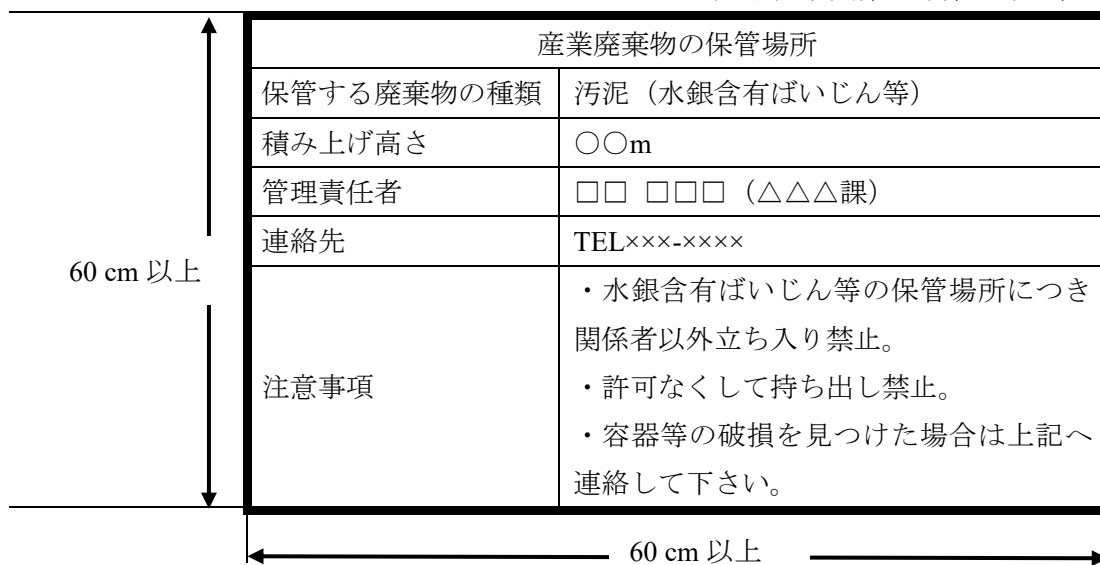 産業廃棄物の保管場所
保管する廃棄物の種類 汚泥（水銀含有ばいじん等）
積み上げ高さ 〇〇m
管理責任者 □□ □□□（△△△課）
連絡先 TEL×××-××××
60 cm 以上
注意事項
・水銀含有ばいじん等の保管場所につき
関係者以外立ち入り禁止。
・許可なくして持ち出し禁止。
・容器等の破損を見つけた場合は上記へ
連絡して下さい。
60 cm 以上